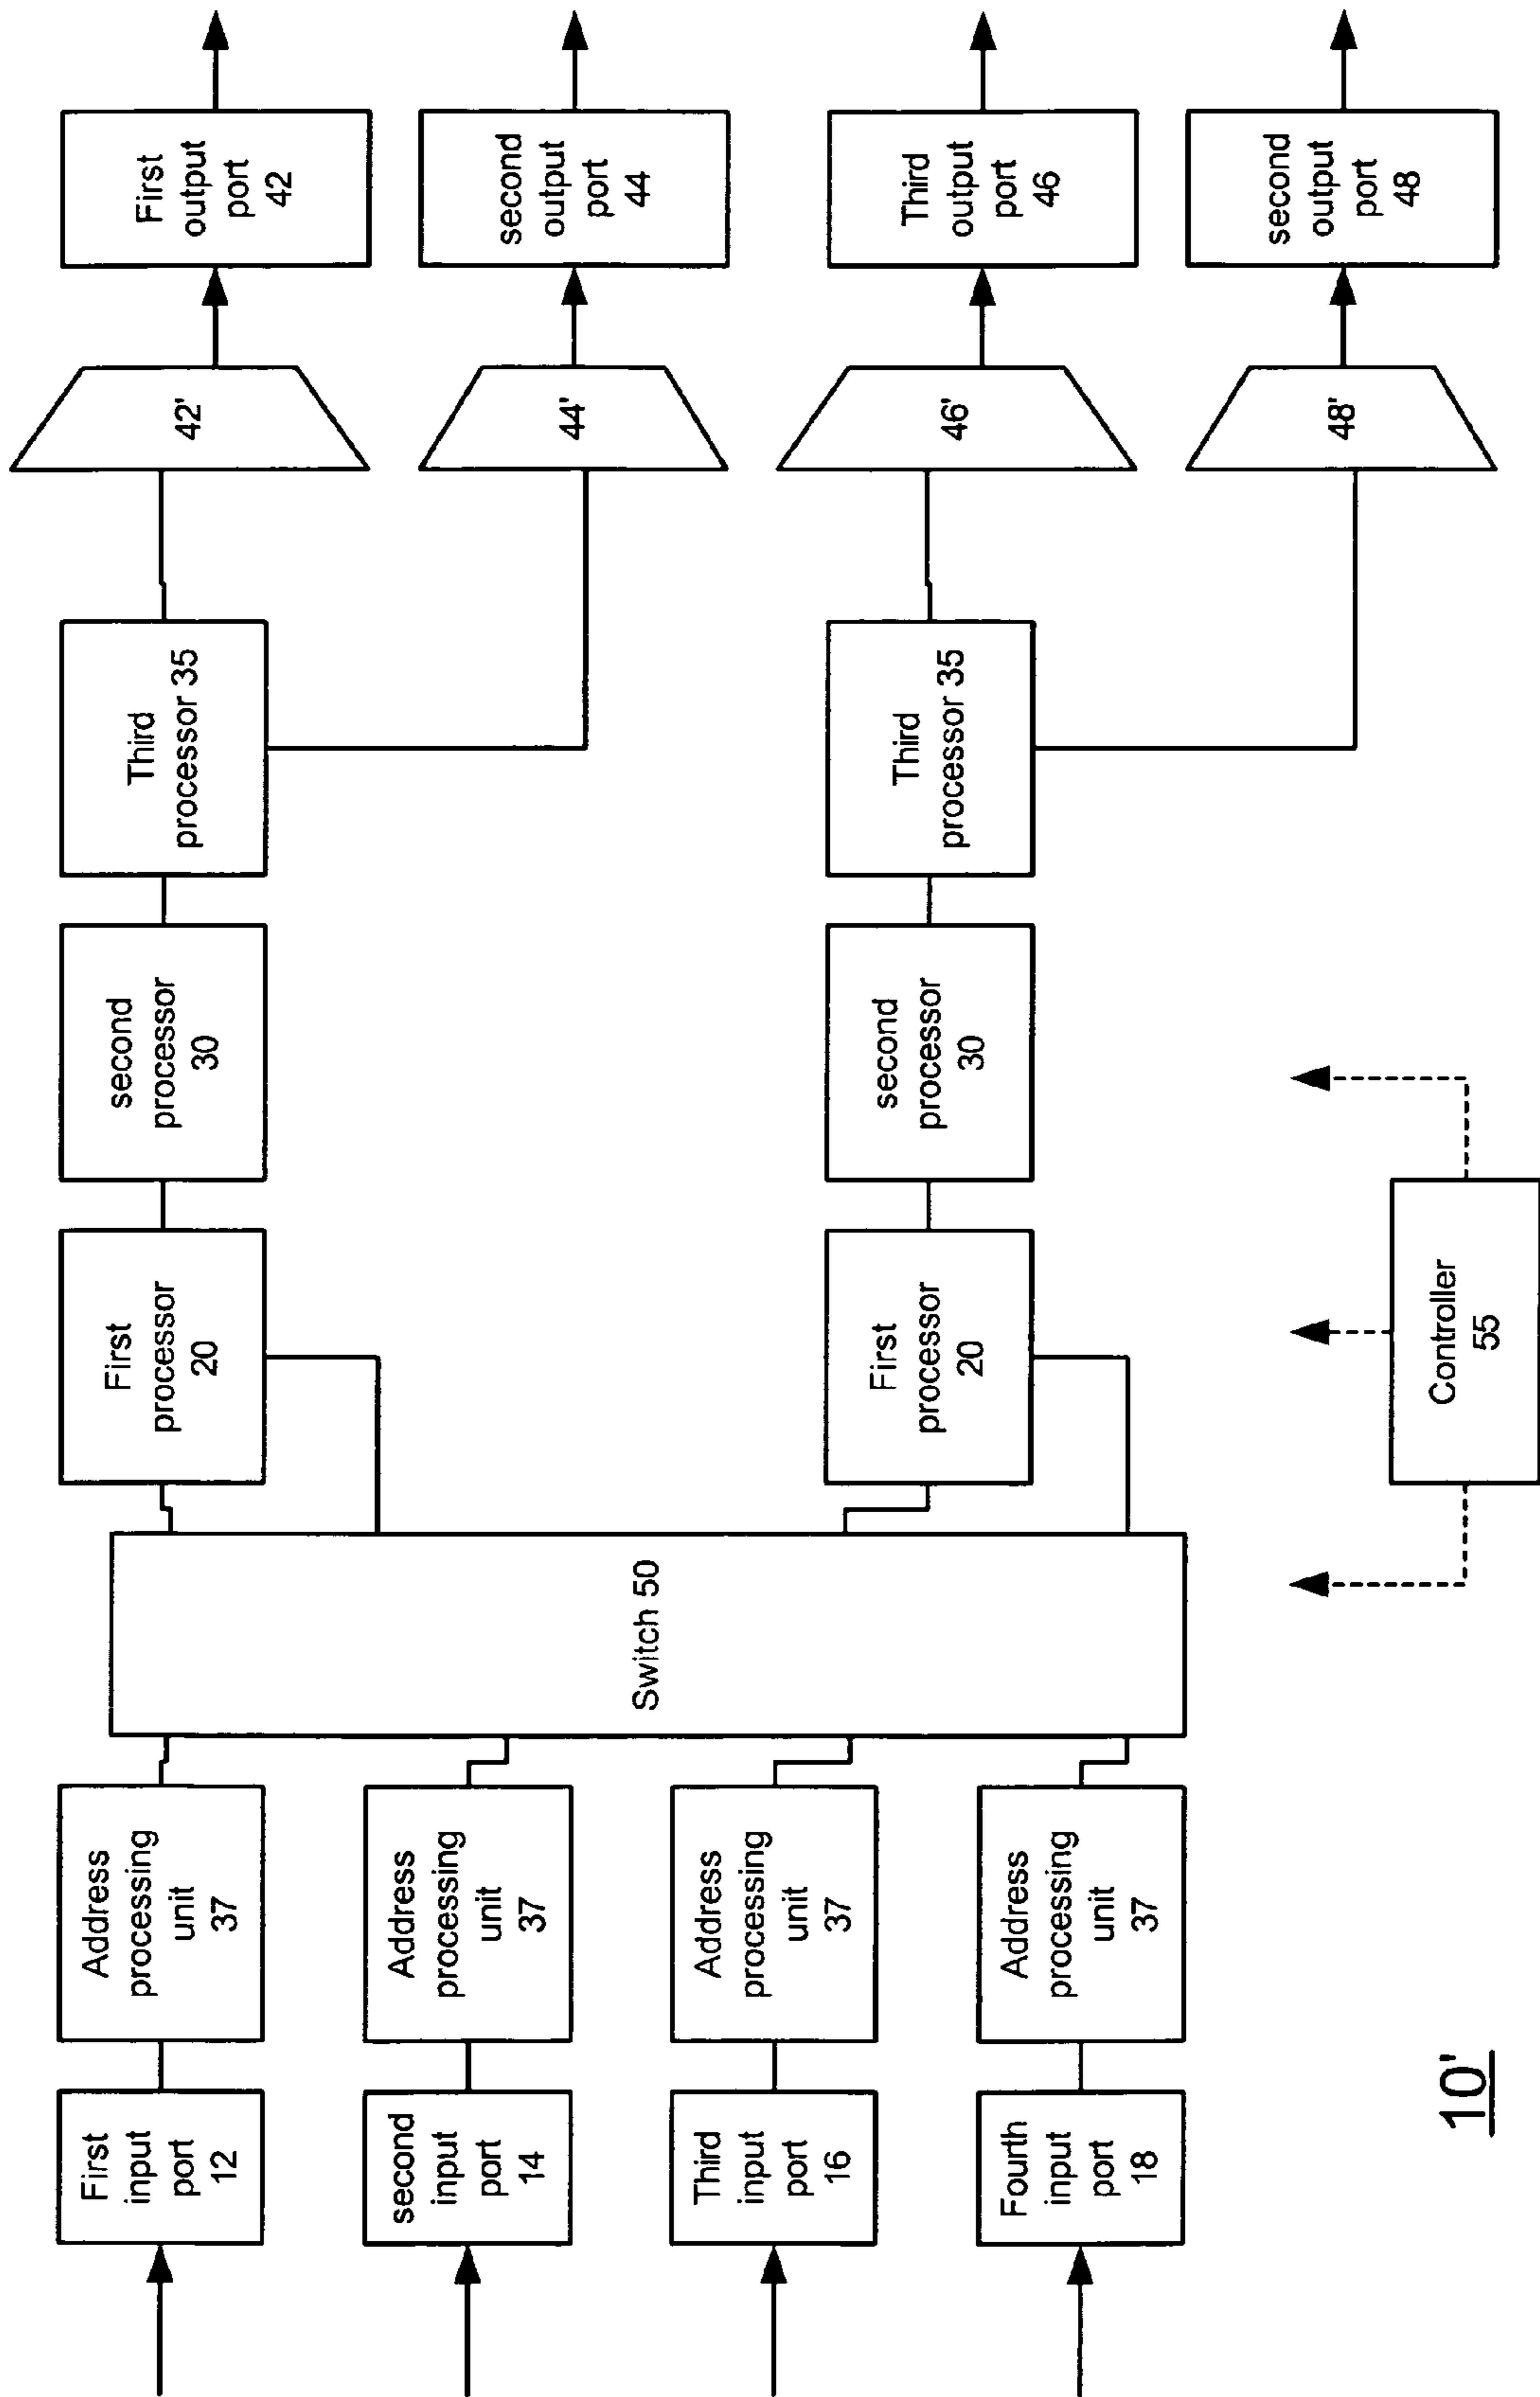 First
input
port
12
Address
processing
unit
37
second
input
port
14
Address
processing
unit
37
Third
input
port
16
Address
processing
unit
37
Fourth
input
port
18
Address
processing
unit
37
Switch 50
First
processor
20
second
processor
30
Third
processor 35
First
processor
20
second
processor
30
Third
processor 35
42'
44'
46'
48'
First
output
port
42
second
output
port
44
Third
output
port
46
second
output
port
48
Controller
55
10'